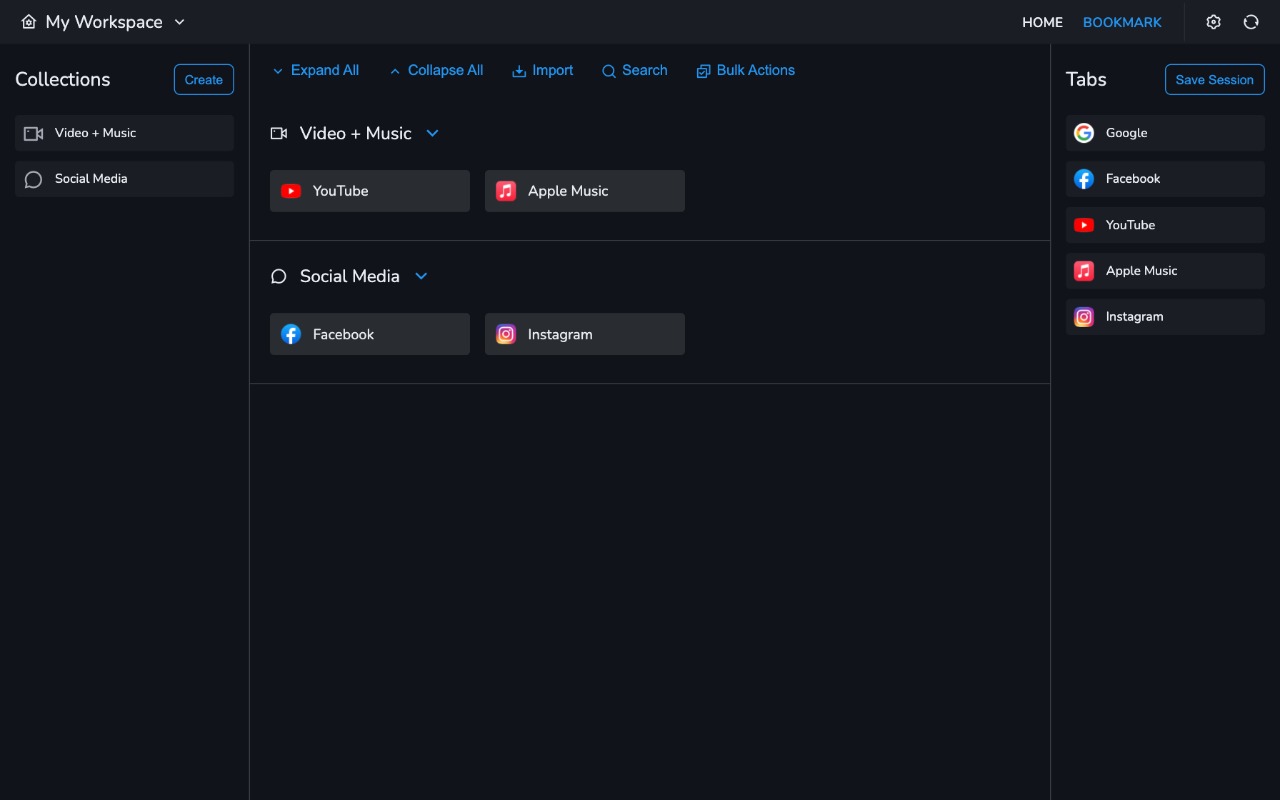 My Workspace
HOME
BOOKMARK
Collections
Create
Video + Music
Social Media
Expand All
Collapse All
Import
Search
Bulk Actions
Video + Music
YouTube
Apple Music
Social Media
Facebook
Instagram
Tabs
Save Session
Google
Facebook
YouTube
Apple Music
Instagram